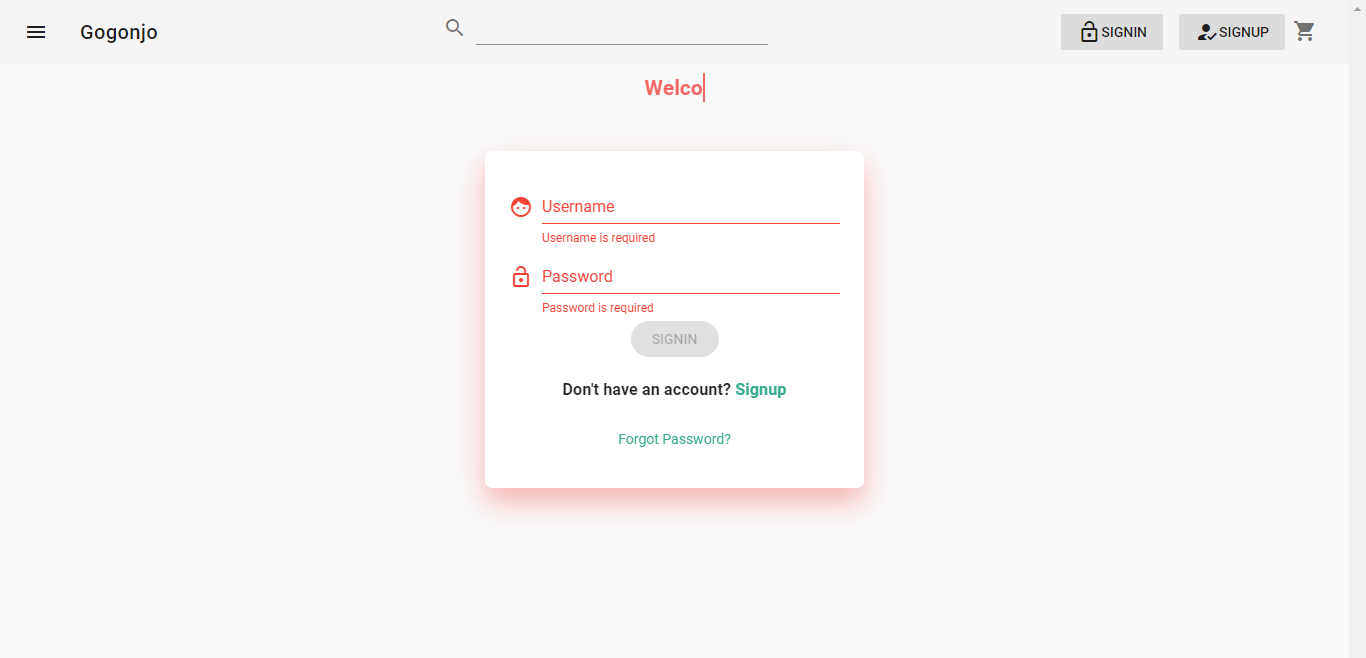 Gogonjo
SIGNIN
SIGNUP
Welco
Username
Username is required
Password
Password is required
SIGNIN
Don't have an account? Signup
Forgot Password?